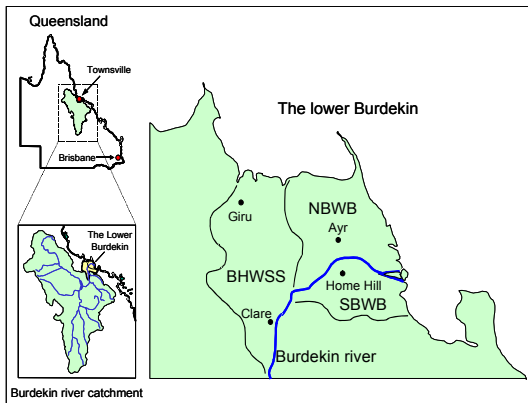 Queensland
Townsville
Brisbane
The Lower
Burdekin
Burdekin river catchment
The lower Burdekin
Giru
NBWB
Ayr
BHWSS
Home Hill
SBWB
Clare
Burdekin river